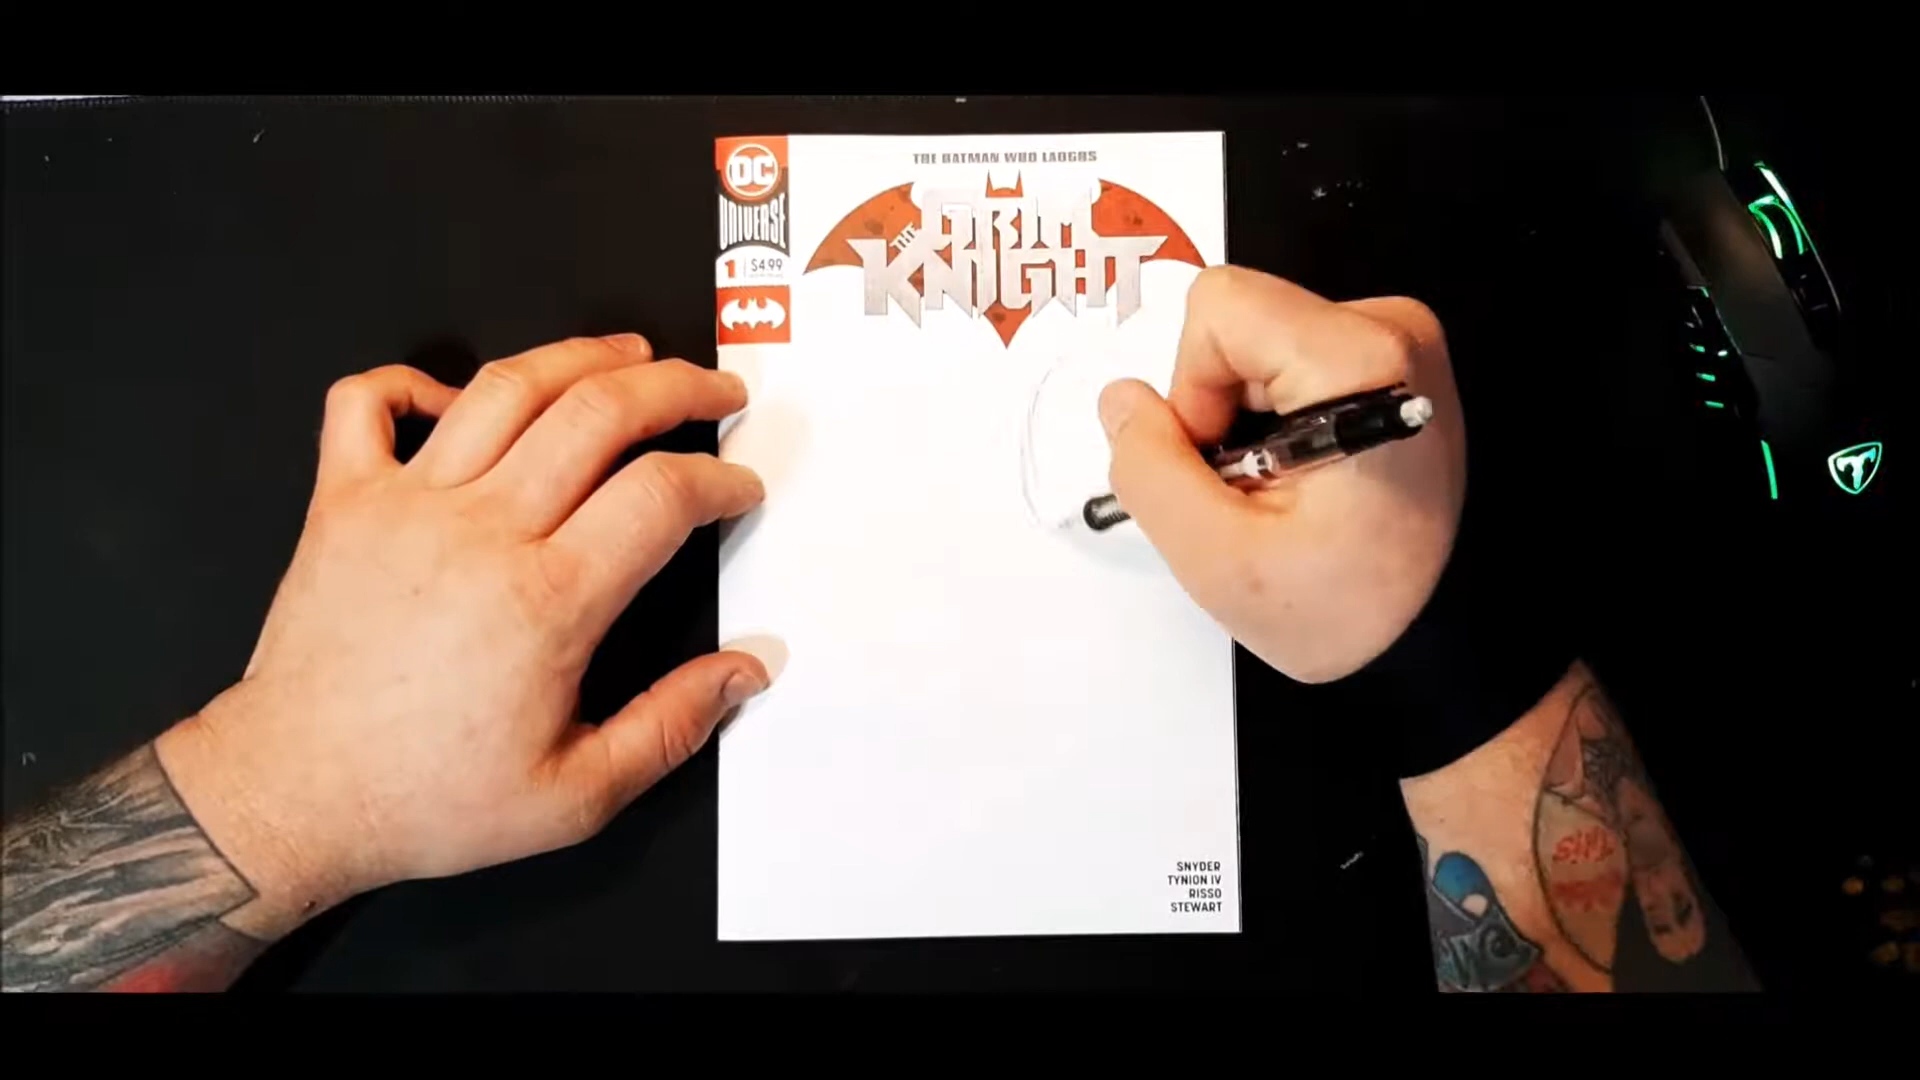 THE BATMAN WHO LAUGHS
DC
UNIVERSE
1 $4.99
THE
GRIM
KNIGHT
SNYDER
TYNION IV
RISSO
STEWART